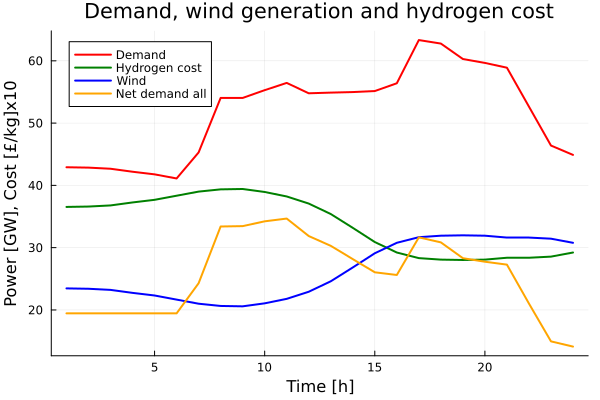 Demand, wind generation and hydrogen cost
Power [GW], Cost [£/kg]x10
60
50
40
30
20
Demand
Hydrogen cost
Wind
Net demand all
5
10
15
20
Time [h]